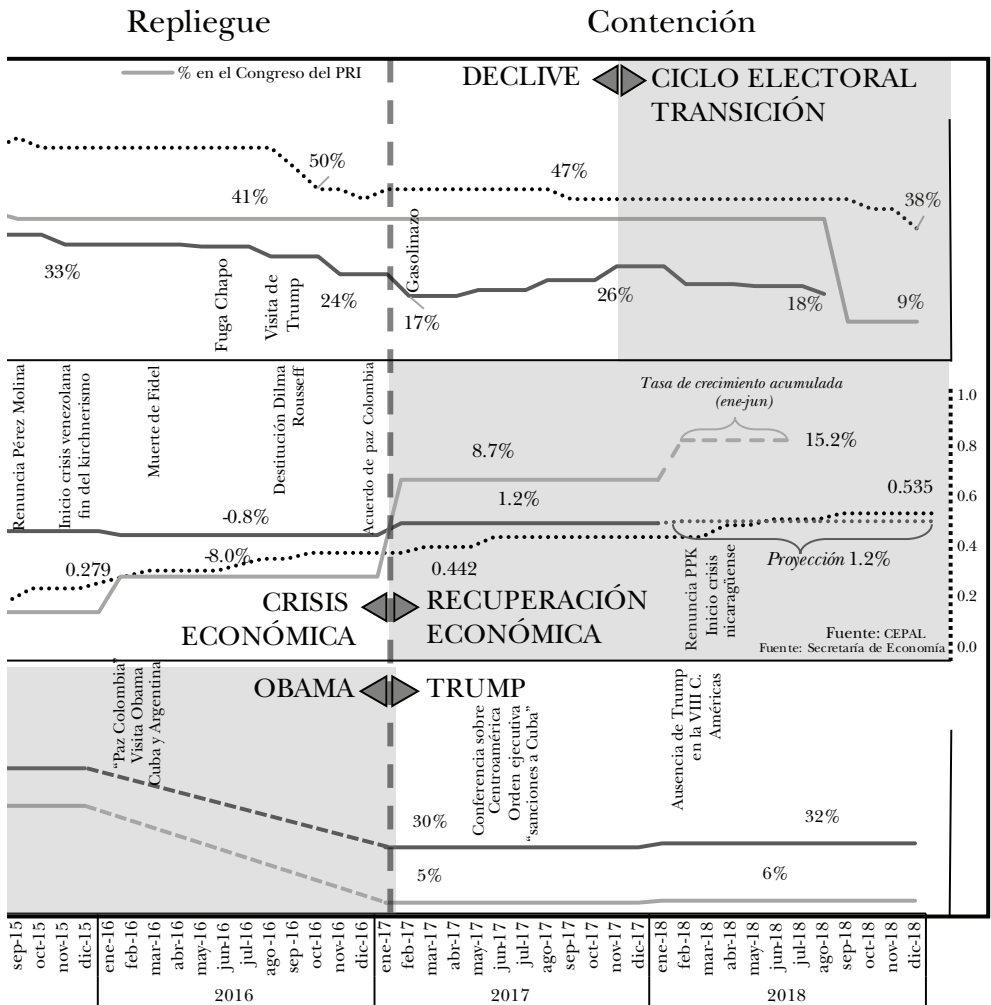 Repliegue
Contención
% en el Congreso del PRI
DECLIVE
CICLO ELECTORAL
TRANSICIÓN
50%
47%
41%
38%
33%
Fuga Chapo
Visita de
Trump
24%
Gasolinazo
17%
26%
18%
9%
Renuncia Pérez Molina
Inicio crisis venezolana
fin del kirchnerismo
Muerte de Fidel
Destitución Dilma
Rousseff
Acuerdo de paz Colombia
Tasa de crecimiento acumulada
(ene-jun)
1.0
0.8
0.6
0.4
0.2
0.0
8.7%
15.2%
1.2%
0.535
-0.8%
-8.0%
0.279
0.442
Proyección 1.2%
Renuncia PPK
Inicio crisis
nicaragüense
CRISIS
ECONÓMICA
RECUPERACIÓN
ECONÓMICA
Fuente: CEPAL
Fuente: Secretaría de Economía
OBAMA
TRUMP
"Paz Colombia"
Visita Obama
Cuba y Argentina
Conferencia sobre
Centroamérica
Orden ejecutiva
“sanciones a Cuba”
Ausencia de Trump
en la VIII C.
Américas
30%
32%
5%
6%
sep-15
oct-15
nov-15
dic-15
ene-16
feb-16
mar-16
abr-16
may-16
jun-16
jul-16
ago-16
sep-16
oct-16
nov-16
dic-16
ene-17
feb-17
mar-17
abr-17
may-17
jun-17
jul-17
ago-17
sep-17
oct-17
nov-17
dic-17
ene-18
feb-18
mar-18
abr-18
may-18
jun-18
jul-18
ago-18
sep-18
oct-18
nov-18
dic-18
2016
2017
2018